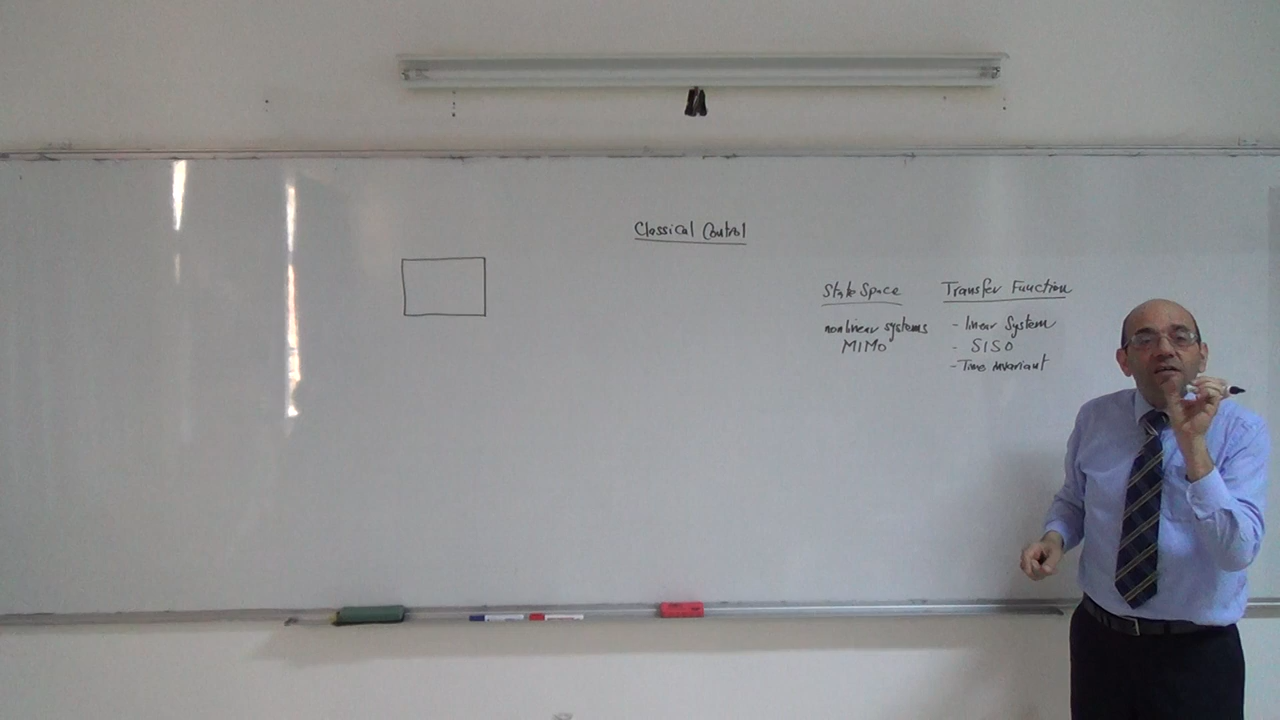 Classical Control
State Space
nonlinear systems
MIMO
Transfer Function
- linear System
- SISO
- Time invariant